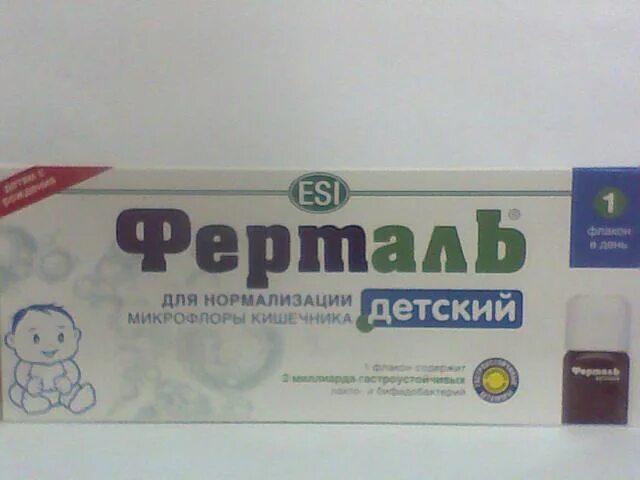 детям с
рождения
ESI
Ферталь®
1
флакон
в день
ДЛЯ НОРМАЛИЗАЦИИ
МИКРОФЛОРЫ КИШЕЧНИКА
детский
1 флакон содержит
2 миллиарда гастроустойчивых
лакто- и бифидобактерий
Ферталь